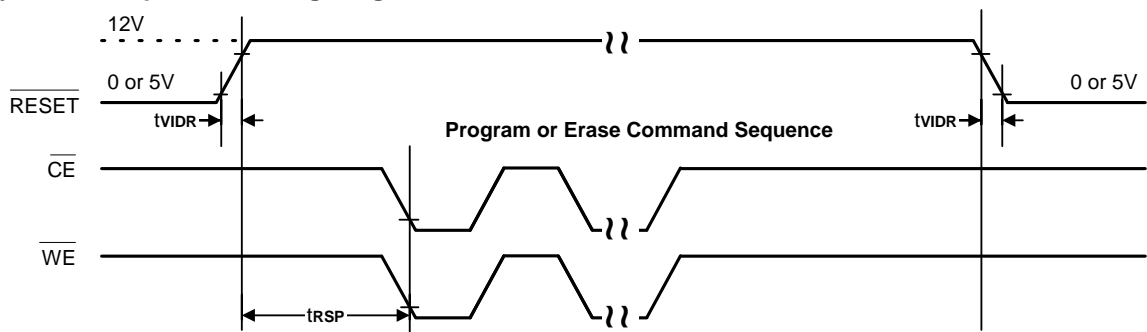 12V
0 or 5V
0 or 5V
RESET
tVIDR
Program or Erase Command Sequence
tVIDR
CE
WE
tRSP